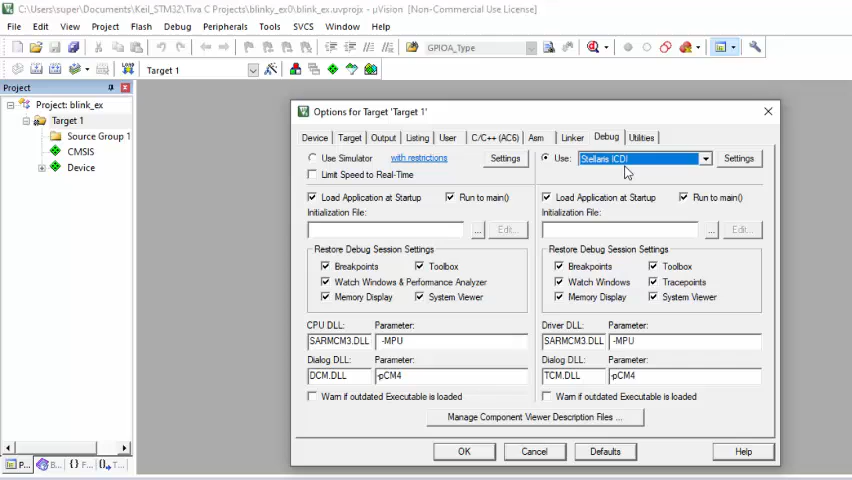 C:\Users\super\Documents\Keil_STM32\Tiva C Projects\blinky_ex0\blink_ex.uvprojx - µVision [Non-Commercial Use License]
File Edit View Project Flash Debug Peripherals Tools SVCS Window Help
GPIOA_Type
Target 1
Project
Project: blink_ex
Target 1
Source Group 1
CMSIS
Device
P... B... {} F... T...
Options for Target 'Target 1'
Device Target Output Listing User C/C++ (AC6) Asm Linker Debug Utilities
Use Simulator with restrictions Settings
Use: Stellaris ICDI Settings
Limit Speed to Real-Time
Load Application at Startup Run to main()
Load Application at Startup Run to main()
Initialization File:
Initialization File:
... Edit...
... Edit...
Restore Debug Session Settings
Restore Debug Session Settings
Breakpoints Toolbox
Breakpoints Toolbox
Watch Windows & Performance Analyzer
Watch Windows Tracepoints
Memory Display System Viewer
Memory Display System Viewer
CPU DLL: Parameter:
Driver DLL: Parameter:
SARMCM3.DLL -MPU
SARMCM3.DLL -MPU
Dialog DLL: Parameter:
Dialog DLL: Parameter:
DCM.DLL -pCM4
TCM.DLL -pCM4
Warn if outdated Executable is loaded
Warn if outdated Executable is loaded
Manage Component Viewer Description Files ...
OK Cancel Defaults Help